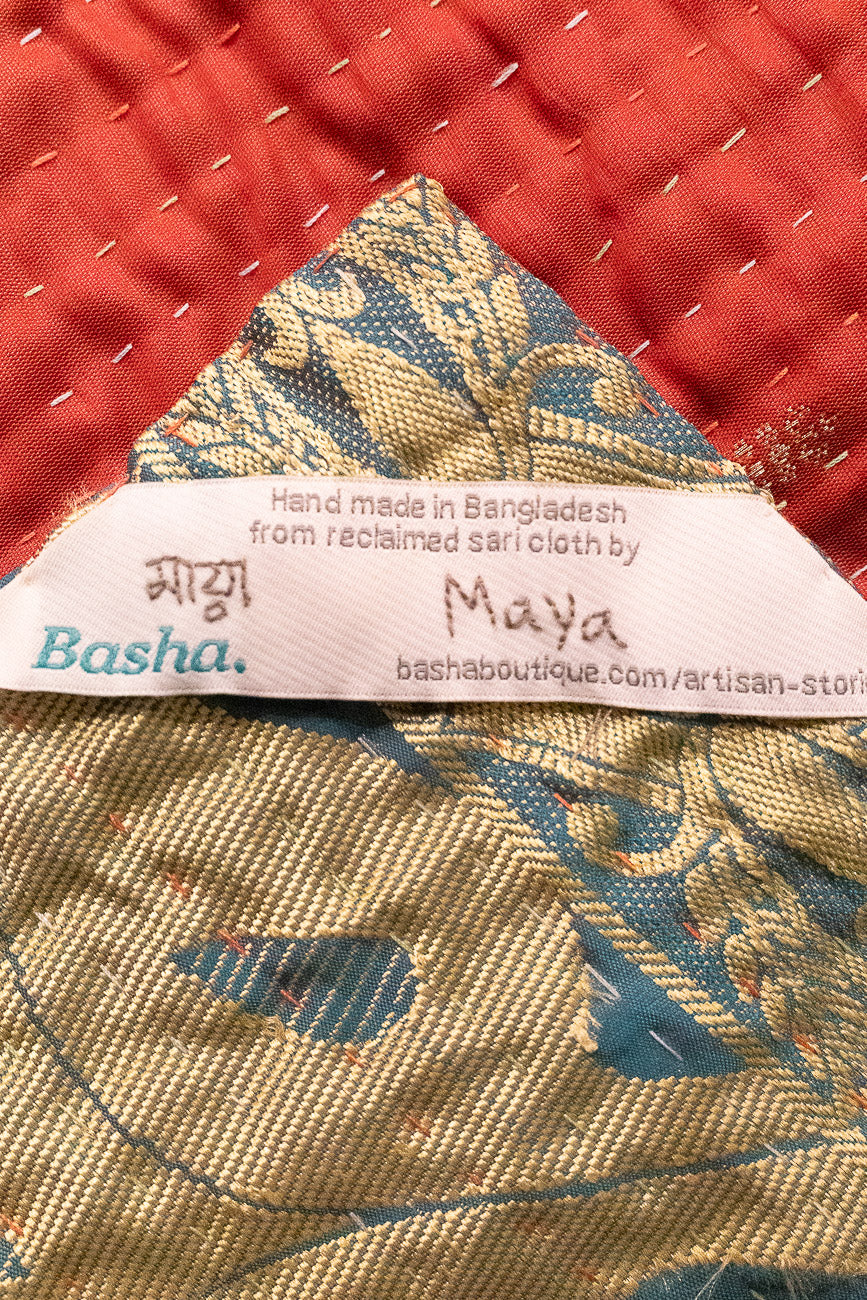 Hand made in Bangladesh
from reclaimed sari cloth by
মায়া Maya
Basha.
bashaboutique.com/artisan-stori